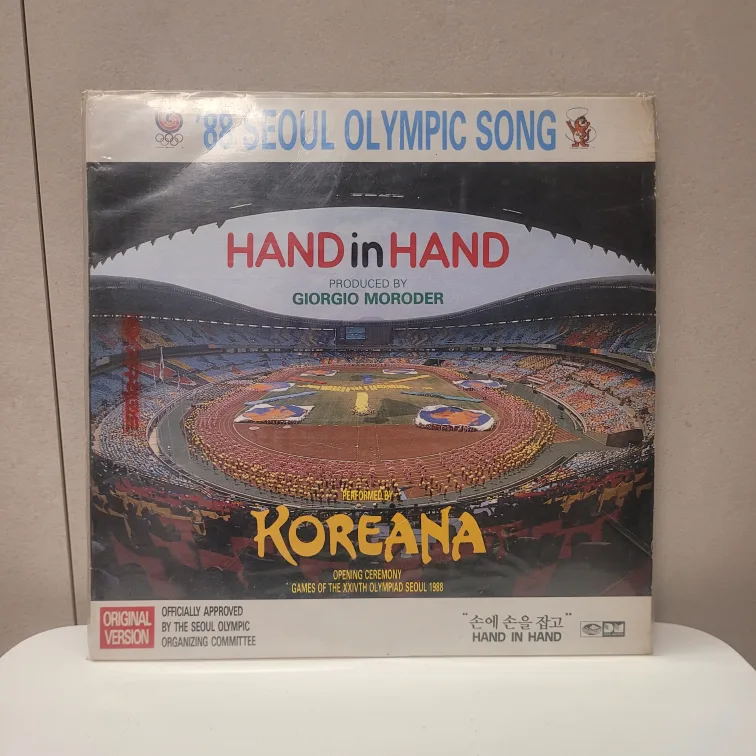 '88 SEOUL OLYMPIC SONG
HAND in HAND
PRODUCED BY
GIORGIO MORODER
PERFORMED BY
KOREANA
OPENING CEREMONY
GAMES OF THE XXIVTH OLYMPIAD SEOUL 1988
ORIGINAL
VERSION
OFFICIALLY APPROVED
BY THE SEOUL OLYMPIC
ORGANIZING COMMITTEE
"손에 손을 잡고"
HAND IN HAND